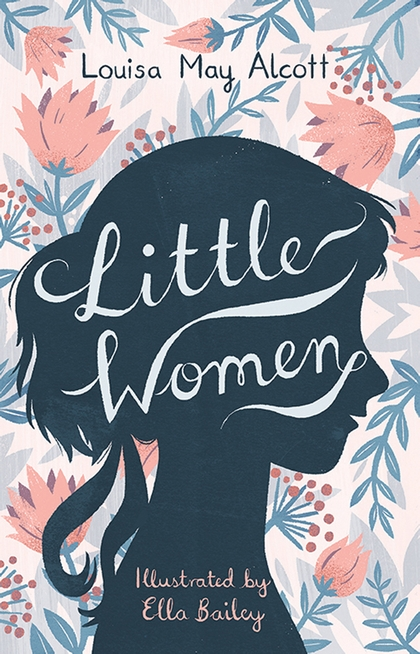 Louisa May Alcott
Little
Women
Illustrated by
Ella Bailey